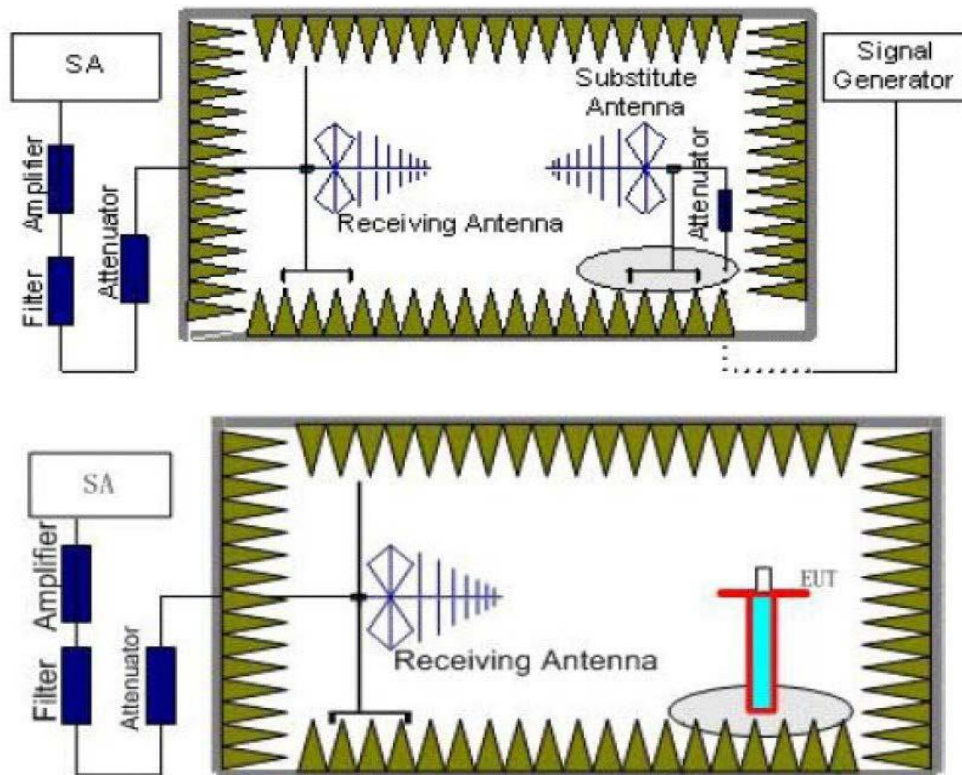 SA
Signal
Generator
Substitute
Antenna
Amplifier
Attenuator
Attenuator
Receiving Antenna
Filter
SA
Amplifier
EUT
Filter
Attenuator
Receiving Antenna